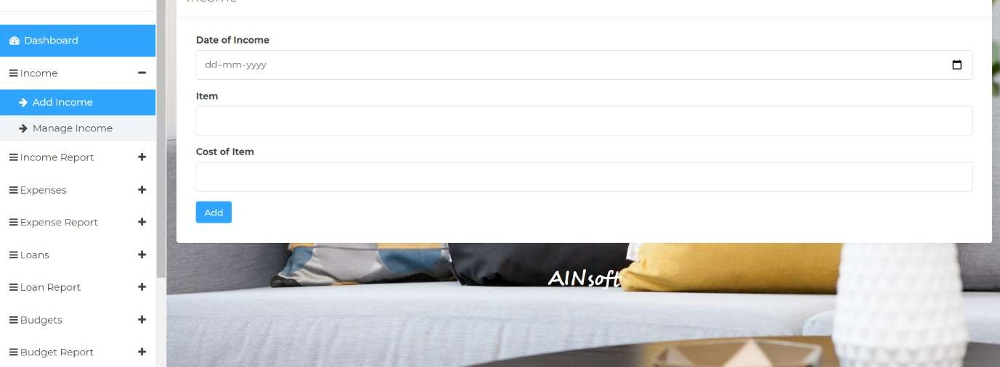 Income
Dashboard
Income
Add Income
Manage Income
Income Report
Expenses
Expense Report
Loans
Loan Report
Budgets
Budget Report
Date of Income
dd-mm-yyyy
Item
Cost of Item
Add
AINsoft